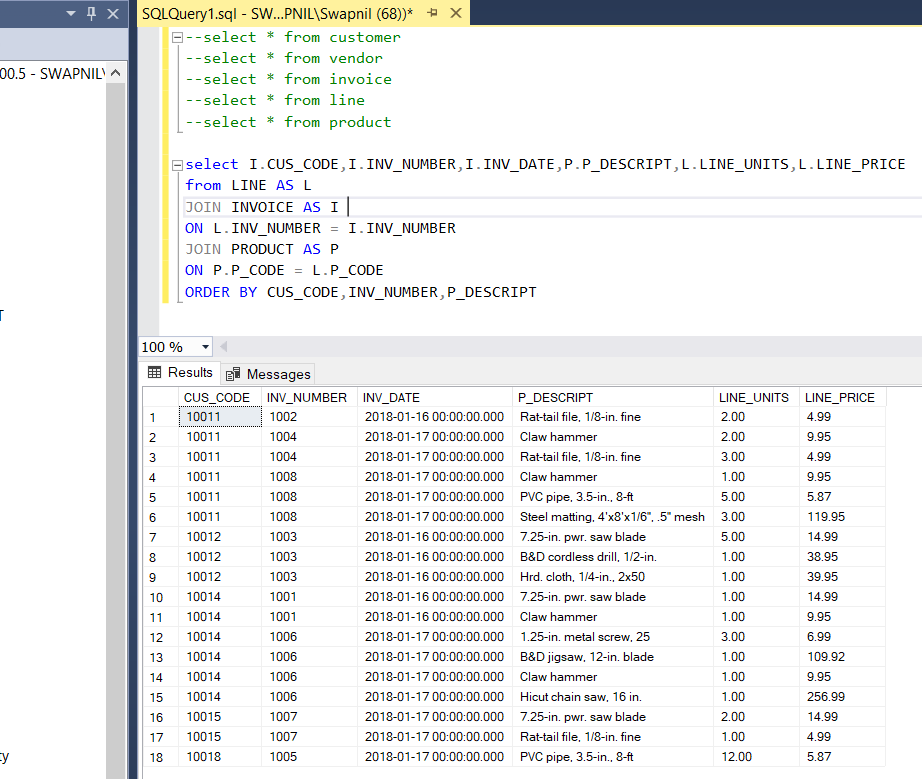 SQLQuery1.sql - SW...PNIL\Swapnil (68))*
00.5 - SWAPNIL\
--select * from customer
--select * from vendor
--select * from invoice
--select * from line
--select * from product
select I.CUS_CODE,I.INV_NUMBER,I.INV_DATE,P.P_DESCRIPT,L.LINE_UNITS,L.LINE_PRICE
from LINE AS L
JOIN INVOICE AS I
ON L.INV_NUMBER = I.INV_NUMBER
JOIN PRODUCT AS P
ON P.P_CODE = L.P_CODE
ORDER BY CUS_CODE,INV_NUMBER,P_DESCRIPT
T
100 %
Results Messages
CUS_CODE INV_NUMBER INV_DATE P_DESCRIPT LINE_UNITS LINE_PRICE
1 10011 1002 2018-01-16 00:00:00.000 Rat-tail file, 1/8-in. fine 2.00 4.99
2 10011 1004 2018-01-17 00:00:00.000 Claw hammer 2.00 9.95
3 10011 1004 2018-01-17 00:00:00.000 Rat-tail file, 1/8-in. fine 3.00 4.99
4 10011 1008 2018-01-17 00:00:00.000 Claw hammer 1.00 9.95
5 10011 1008 2018-01-17 00:00:00.000 PVC pipe, 3.5-in., 8-ft 5.00 5.87
6 10011 1008 2018-01-17 00:00:00.000 Steel matting, 4'x8'x1/6", .5" mesh 3.00 119.95
7 10012 1003 2018-01-16 00:00:00.000 7.25-in. pwr. saw blade 5.00 14.99
8 10012 1003 2018-01-16 00:00:00.000 B&D cordless drill, 1/2-in. 1.00 38.95
9 10012 1003 2018-01-16 00:00:00.000 Hrd. cloth, 1/4-in., 2x50 1.00 39.95
10 10014 1001 2018-01-16 00:00:00.000 7.25-in. pwr. saw blade 1.00 14.99
11 10014 1001 2018-01-16 00:00:00.000 Claw hammer 1.00 9.95
12 10014 1006 2018-01-17 00:00:00.000 1.25-in. metal screw, 25 3.00 6.99
13 10014 1006 2018-01-17 00:00:00.000 B&D jigsaw, 12-in. blade 1.00 109.92
14 10014 1006 2018-01-17 00:00:00.000 Claw hammer 1.00 9.95
15 10014 1006 2018-01-17 00:00:00.000 Hicut chain saw, 16 in. 1.00 256.99
16 10015 1007 2018-01-17 00:00:00.000 7.25-in. pwr. saw blade 2.00 14.99
17 10015 1007 2018-01-17 00:00:00.000 Rat-tail file, 1/8-in. fine 1.00 4.99
18 10018 1005 2018-01-17 00:00:00.000 PVC pipe, 3.5-in., 8-ft 12.00 5.87
ty